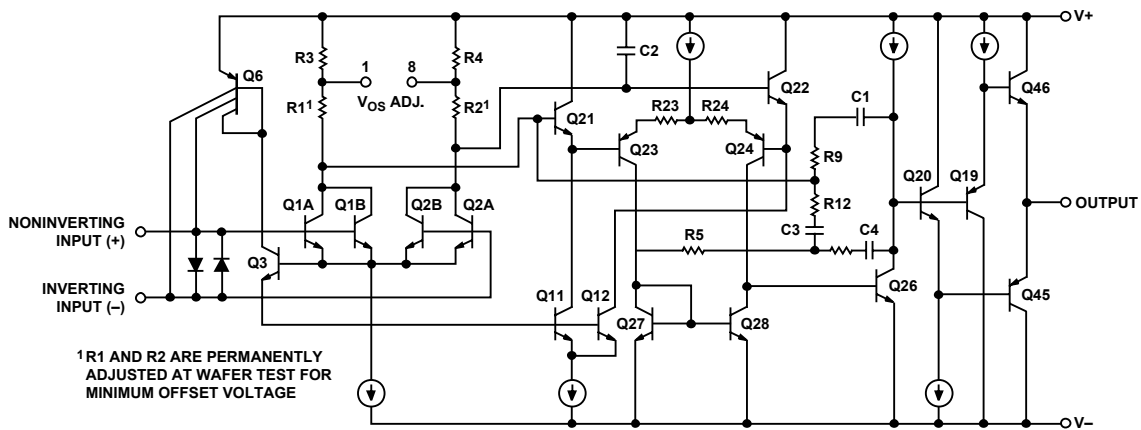 V+
R3
R4
C2
Q6
1
8
Q22
Q46
R1¹
V_OS ADJ.
R2¹
R23
R24
C1
Q21
Q23
Q24
R9
Q20
Q19
Q1A
Q1B
Q2B
Q2A
R12
OUTPUT
NONINVERTING
INPUT (+)
C3
C4
Q3
R5
Q26
INVERTING
INPUT (–)
Q11
Q12
Q27
Q28
Q45
¹R1 AND R2 ARE PERMANENTLY
ADJUSTED AT WAFER TEST FOR
MINIMUM OFFSET VOLTAGE
V–